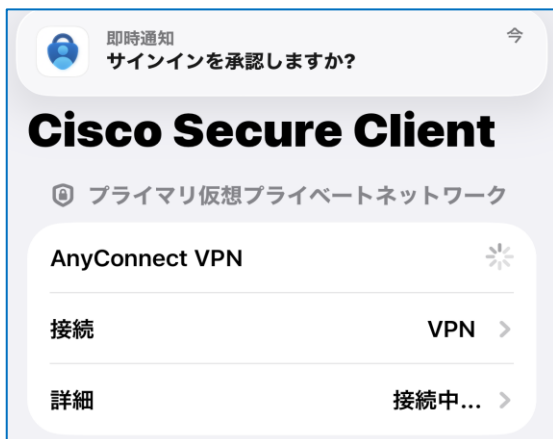 即時通知
今
サインインを承認しますか?
Cisco Secure Client
プライマリ仮想プライベートネットワーク
AnyConnect VPN
接続 VPN
詳細 接続中...